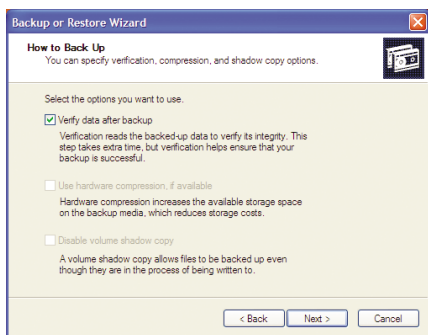 Backup or Restore Wizard
How to Back Up
You can specify verification, compression, and shadow copy options.
Select the options you want to use.
Verify data after backup
Verification reads the backed-up data to verify its integrity. This
step takes extra time, but verification helps ensure that your
backup is successful.
Use hardware compression, if available
Hardware compression increases the available storage space
on the backup media, which reduces storage costs.
Disable volume shadow copy
A volume shadow copy allows files to be backed up even
though they are in the process of being written to.
< Back Next > Cancel